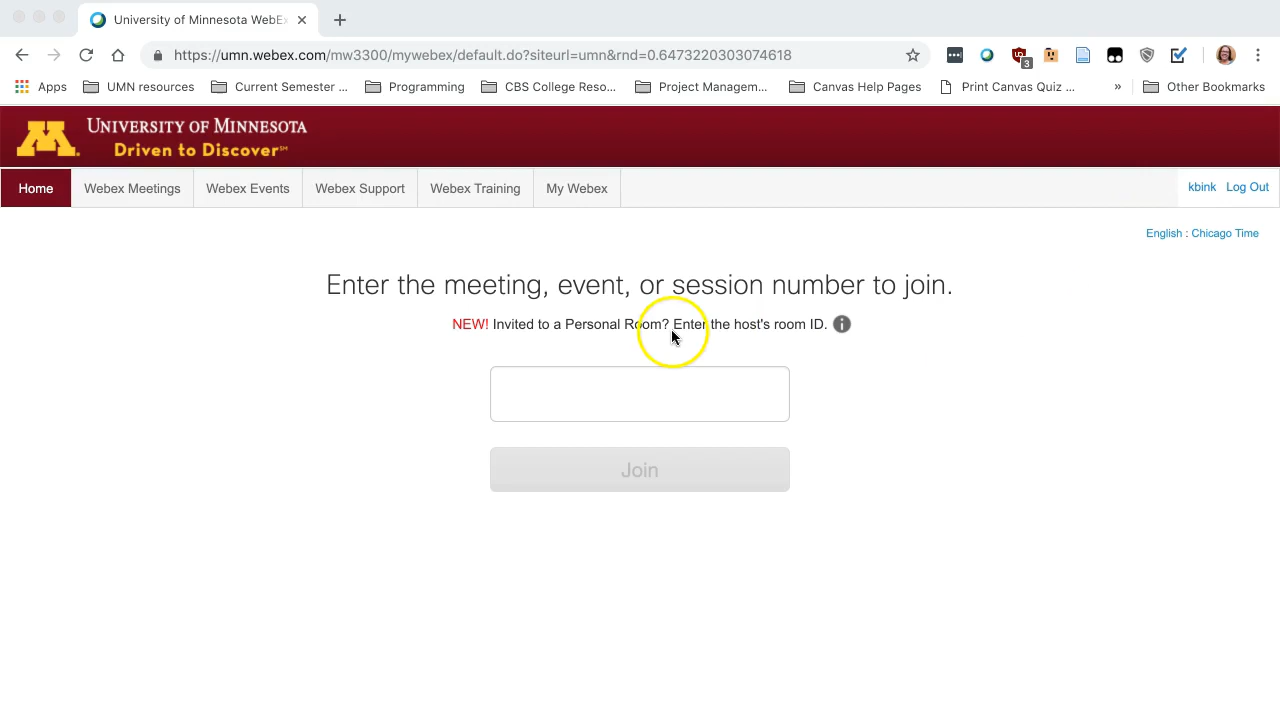 University of Minnesota WebEx
https://umn.webex.com/mw3300/mywebex/default.do?siteurl=umn&rnd=0.6473220303074618
3
Apps UMN resources Current Semester ... Programming CBS College Reso... Project Managem... Canvas Help Pages Print Canvas Quiz ... » Other Bookmarks
UNIVERSITY OF MINNESOTA
Driven to Discover℠
Home Webex Meetings Webex Events Webex Support Webex Training My Webex kbink Log Out
English : Chicago Time
Enter the meeting, event, or session number to join.
NEW! Invited to a Personal Room? Enter the host's room ID.
Join